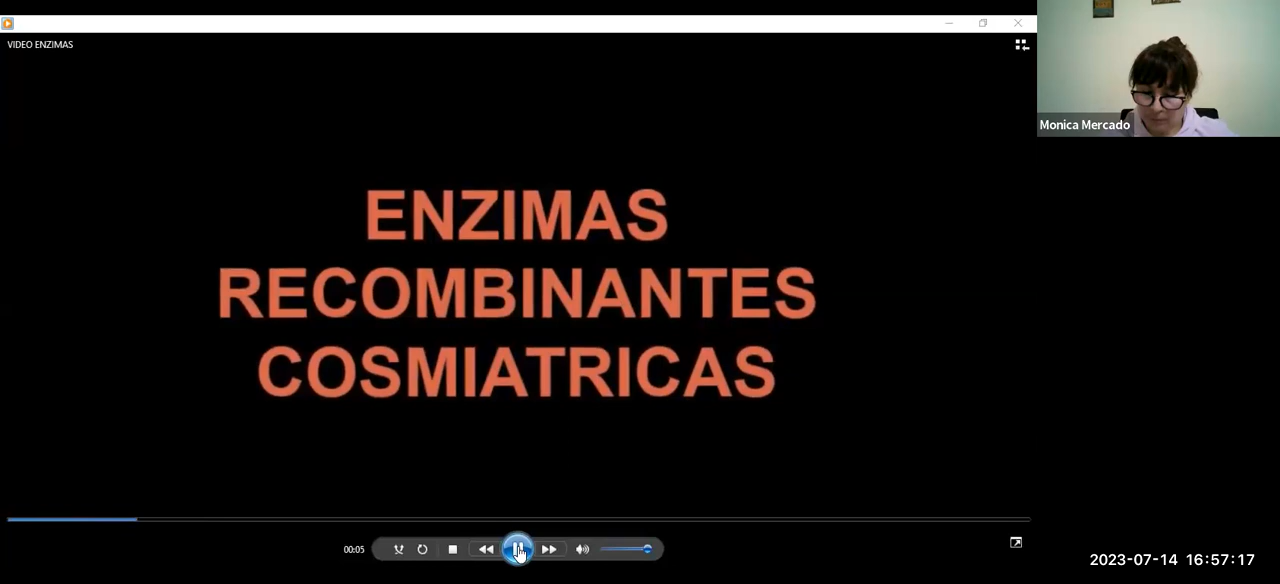 VIDEO ENZIMAS
Monica Mercado
ENZIMAS
RECOMBINANTES
COSMIATRICAS
00:05
2023-07-14 16:57:17